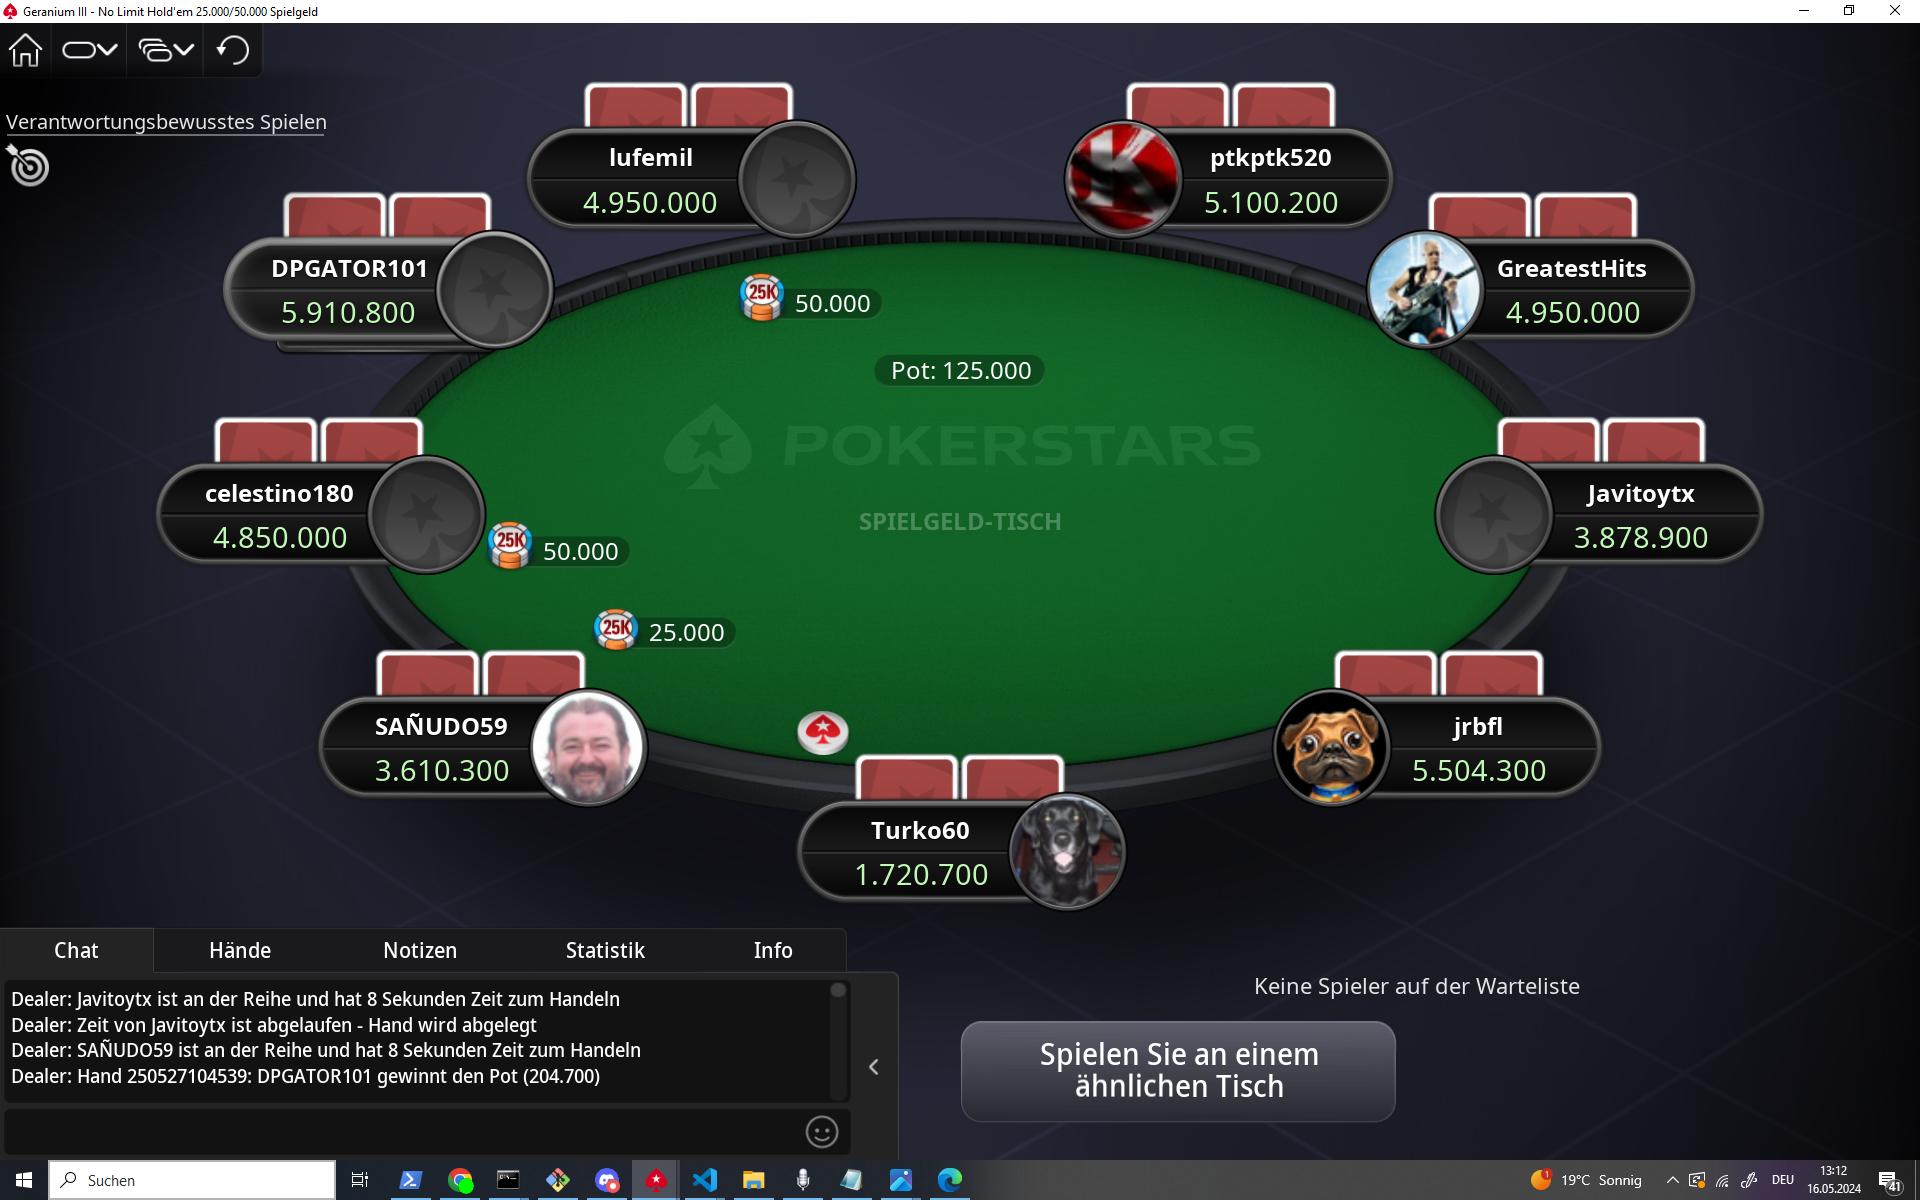 Geranium III - No Limit Hold'em 25.000/50.000 Spielgeld
Verantwortungsbewusstes Spielen
lufemil
4.950.000
ptkptk520
5.100.200
DPGATOR101
5.910.800
GreatestHits
4.950.000
25K
50.000
Pot: 125.000
POKERSTARS
SPIELGELD-TISCH
celestino180
4.850.000
25K
50.000
Javitoytx
3.878.900
25K
25.000
SAÑUDO59
3.610.300
jrbfl
5.504.300
Turko60
1.720.700
Chat
Hände
Notizen
Statistik
Info
Dealer: Javitoytx ist an der Reihe und hat 8 Sekunden Zeit zum Handeln
Dealer: Zeit von Javitoytx ist abgelaufen - Hand wird abgelegt
Dealer: SAÑUDO59 ist an der Reihe und hat 8 Sekunden Zeit zum Handeln
Dealer: Hand 250527104539: DPGATOR101 gewinnt den Pot (204.700)
Keine Spieler auf der Warteliste
Spielen Sie an einem
ähnlichen Tisch
Suchen
1
19°C Sonnig
DEU
13:12
16.05.2024
41